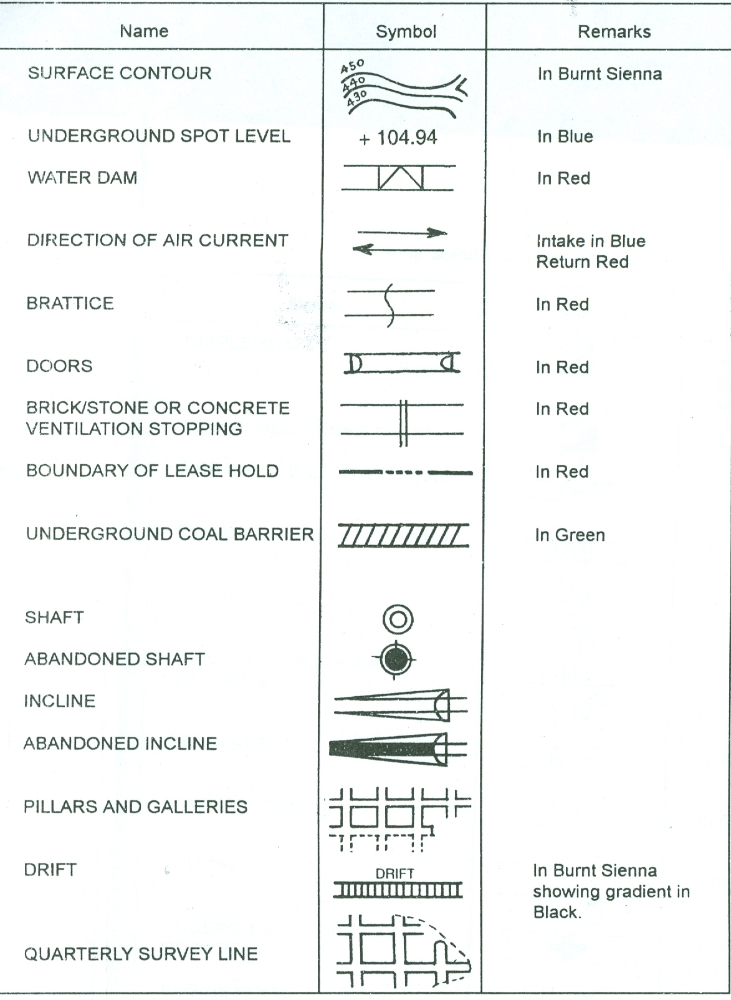 Name Symbol Remarks
SURFACE CONTOUR 450 In Burnt Sienna
440
430
UNDERGROUND SPOT LEVEL + 104.94 In Blue
WATER DAM In Red
DIRECTION OF AIR CURRENT Intake in Blue
Return Red
BRATTICE In Red
DOORS In Red
BRICK/STONE OR CONCRETE In Red
VENTILATION STOPPING
BOUNDARY OF LEASE HOLD In Red
UNDERGROUND COAL BARRIER In Green
SHAFT
ABANDONED SHAFT
INCLINE
ABANDONED INCLINE
PILLARS AND GALLERIES
DRIFT DRIFT In Burnt Sienna
showing gradient in
Black.
QUARTERLY SURVEY LINE